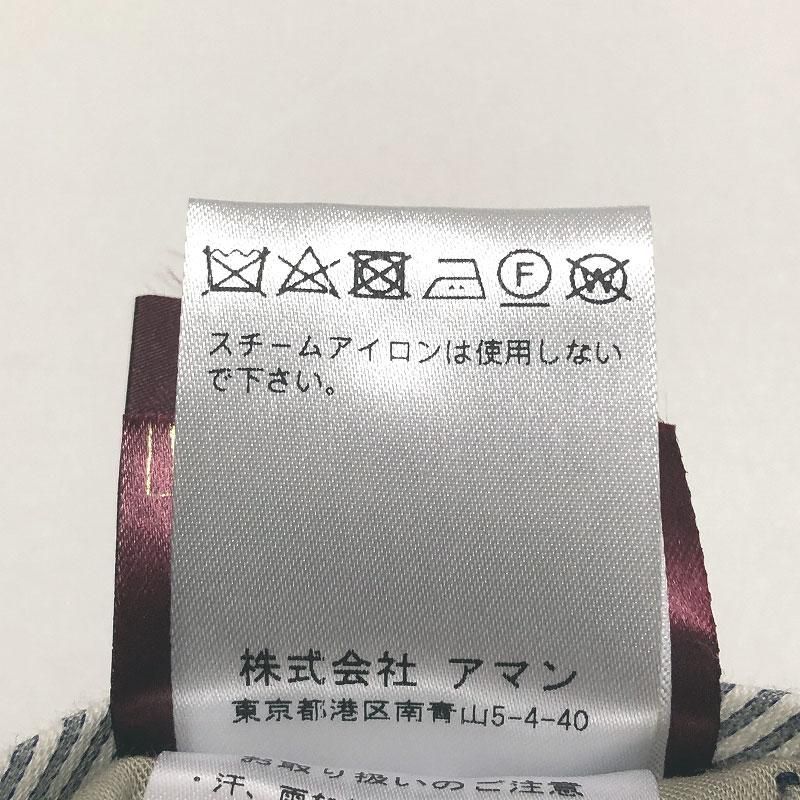 F W
スチームアイロンは使用しない
で下さい。
株式会社 アマン
東京都港区南青山5-4-40
お取り扱いのご注意
・汗、雨